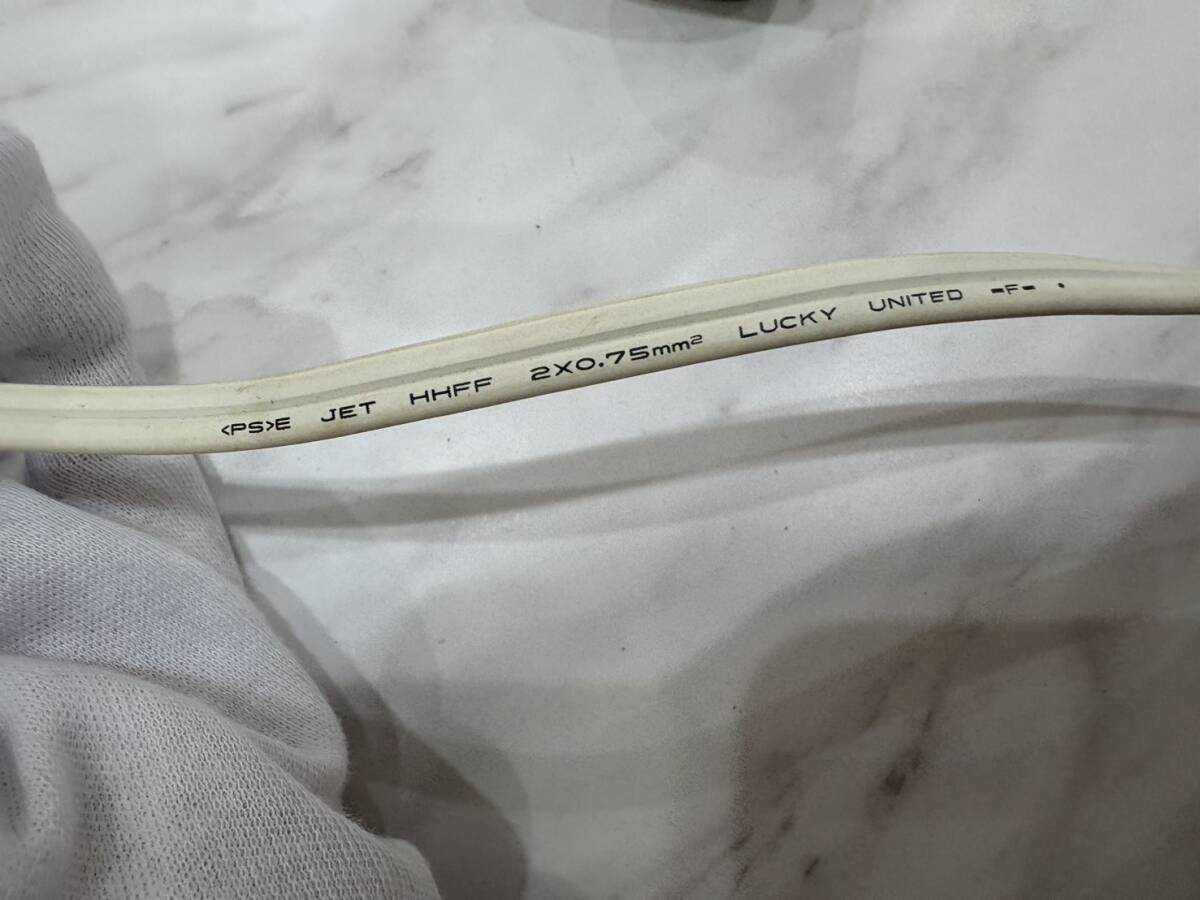 <PS>E JET HHFF 2X0.75mm² LUCKY UNITED -F-